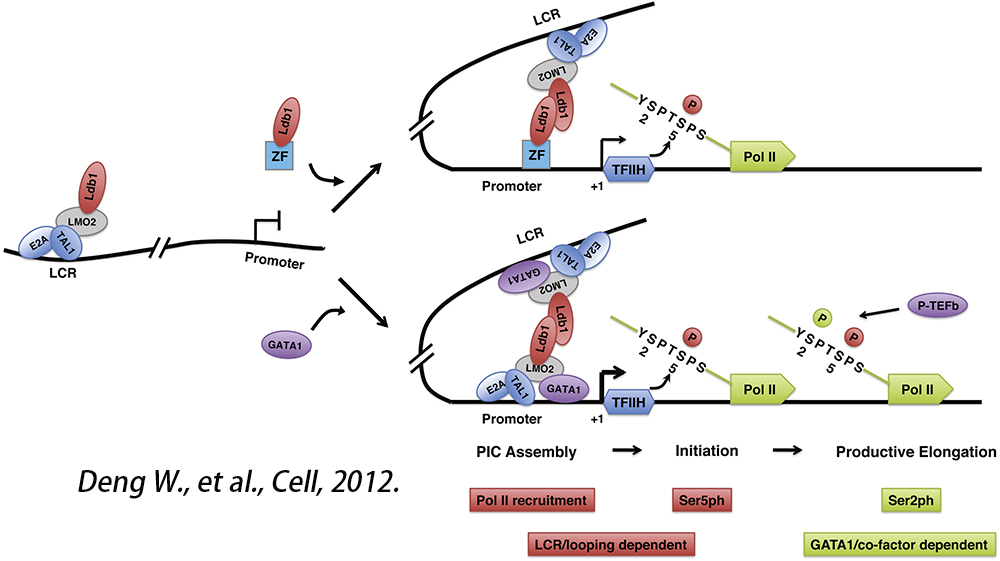 LCR
E2A
TAL1
LMO2
Ldb1
Ldb1
ZF
Promoter
GATA1
LCR
E2A
TAL1
LMO2
Ldb1
Ldb1
ZF
Promoter
+1
TFIIH
YSPTSPS
2
5
P
Pol II
LCR
E2A
TAL1
GATA1
LMO2
Ldb1
Ldb1
LMO2
E2A
TAL1
GATA1
Promoter
+1
TFIIH
YSPTSPS
2
5
P
Pol II
P
P
P-TEFb
YSPTSPS
2
5
Pol II
PIC Assembly
Initiation
Productive Elongation
Deng W., et al., Cell, 2012.
Pol II recruitment
Ser5ph
Ser2ph
LCR/looping dependent
GATA1/co-factor dependent